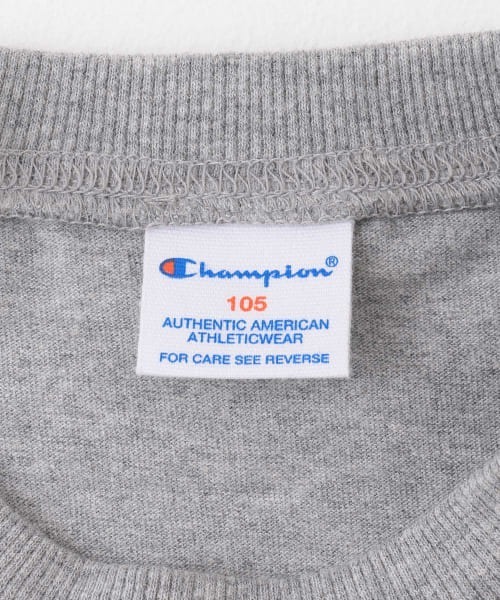 Champion®
105
AUTHENTIC AMERICAN
ATHLETICWEAR
FOR CARE SEE REVERSE